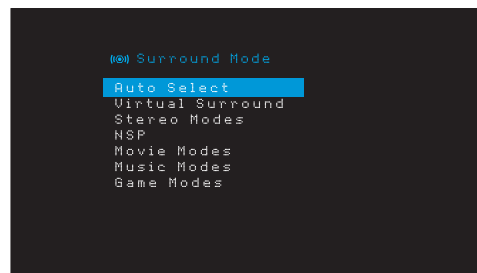 Surround Mode
Auto Select
Virtual Surround
Stereo Modes
NSP
Movie Modes
Music Modes
Game Modes